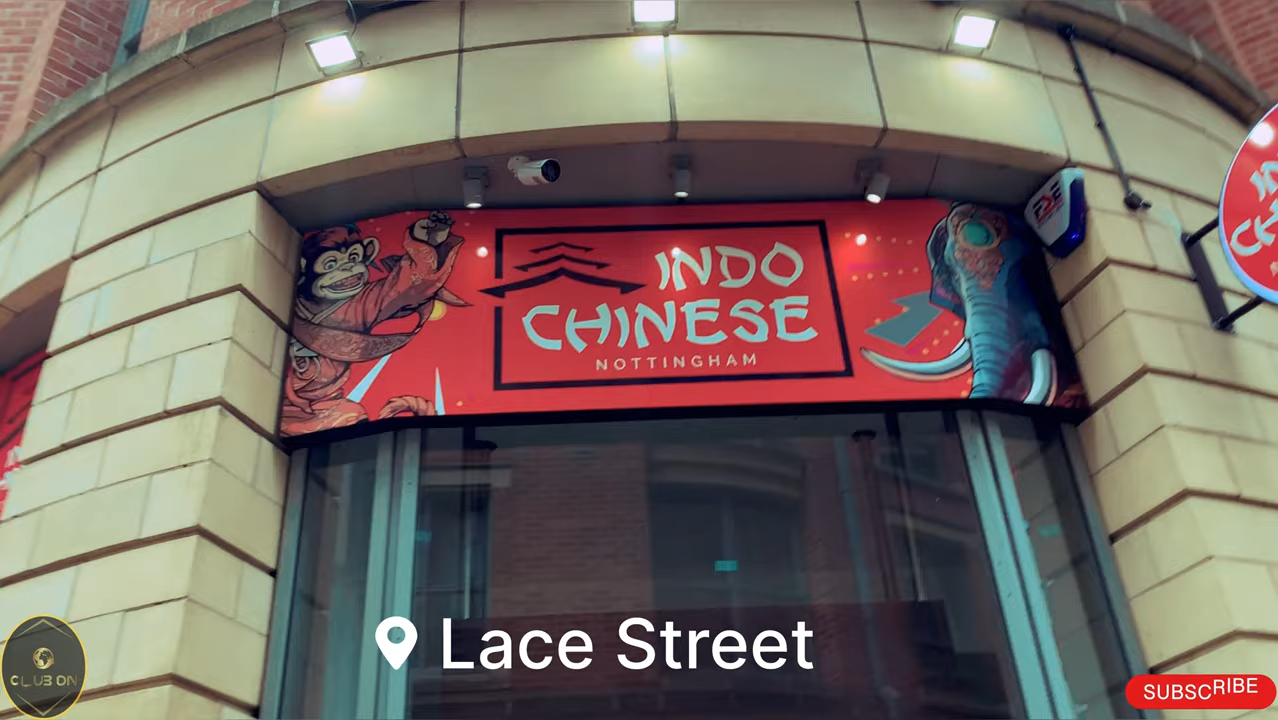 INDO
CHINESE
NOTTINGHAM
Lace Street
CLUB ON
SUBSCRIBE